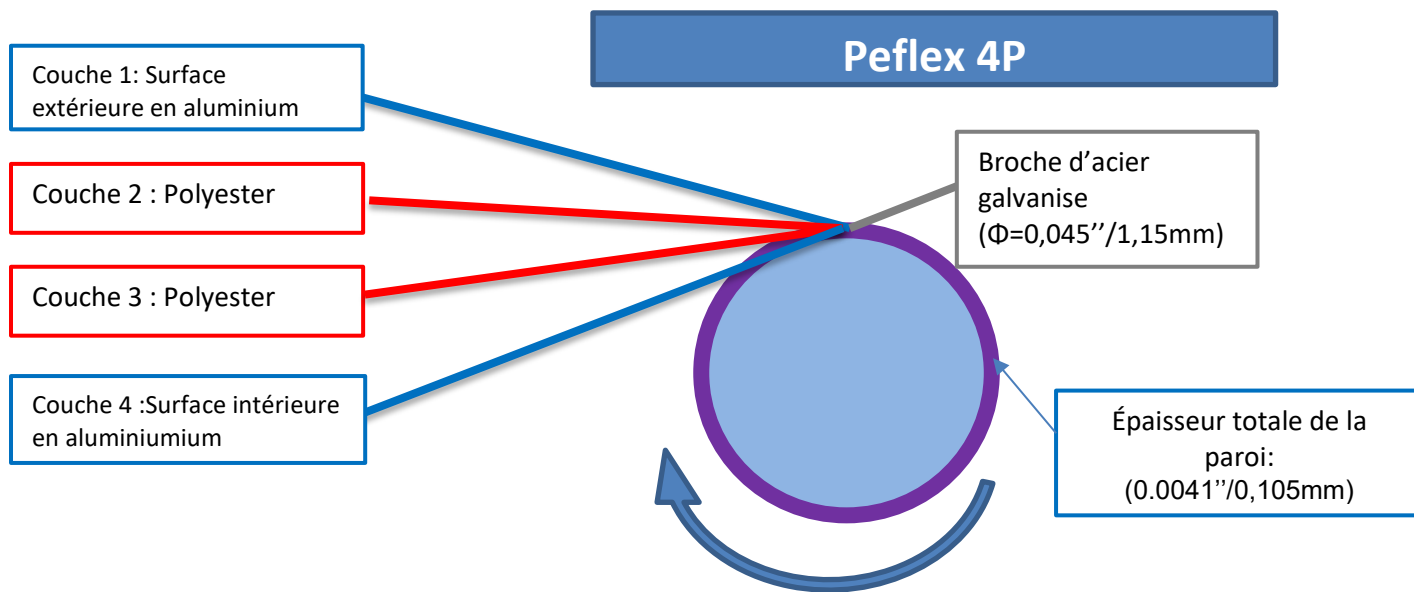 Peflex 4P
Couche 1: Surface
extérieure en aluminium
Couche 2 : Polyester
Couche 3 : Polyester
Couche 4 :Surface intérieure
en aluminiumium
Broche d’acier
galvanise
(Φ=0,045’’/1,15mm)
Épaisseur totale de la
paroi:
(0.0041’’/0,105mm)